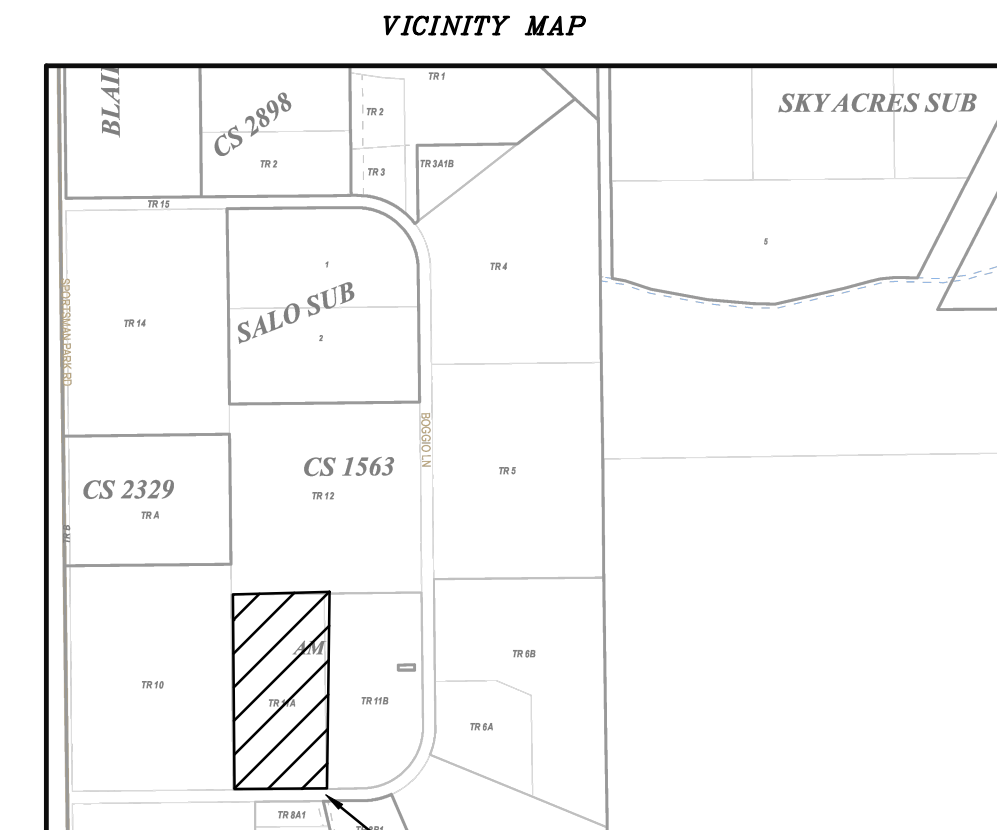 VICINITY MAP
TR 1
SKY ACRES SUB
CS 2898
TR 2
TR 2
TR 3
TR 3A1B
TR 15
5
1
TR 4
SALO SUB
SPORTSMAN PARK RD
TR 14
2
BOGGIO LN
CS 1563
TR 5
CS 2329
TR 12
TR A
AM
TR 6B
TR 10
TR 11A
TR 11B
TR 6A
TR 8A1